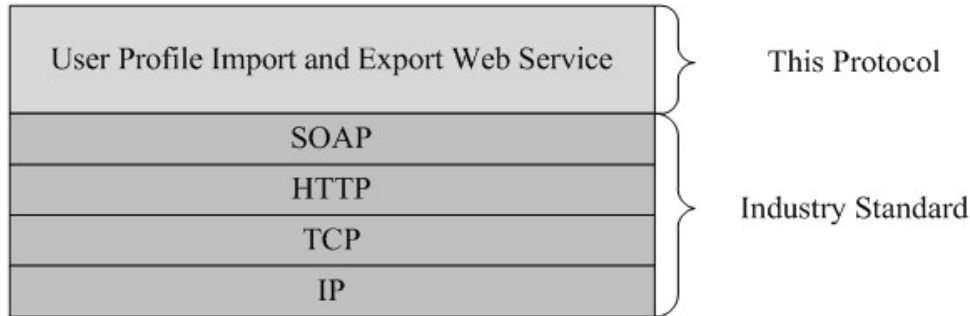 User Profile Import and Export Web Service
This Protocol
SOAP
HTTP
TCP
IP
Industry Standard